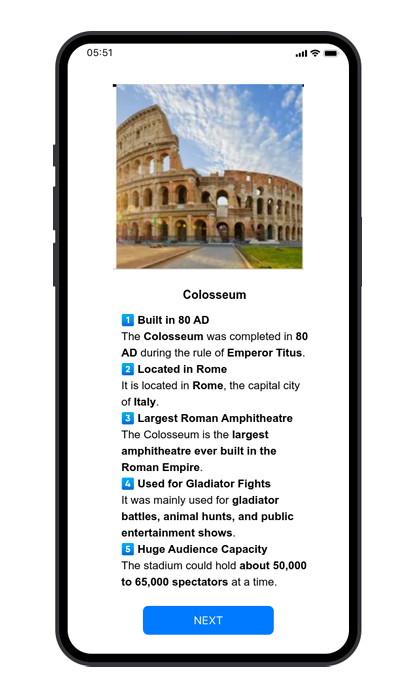 05:51
Colosseum
1 Built in 80 AD
The Colosseum was completed in 80
AD during the rule of Emperor Titus.
2 Located in Rome
It is located in Rome, the capital city
of Italy.
3 Largest Roman Amphitheatre
The Colosseum is the largest
amphitheatre ever built in the
Roman Empire.
4 Used for Gladiator Fights
It was mainly used for gladiator
battles, animal hunts, and public
entertainment shows.
5 Huge Audience Capacity
The stadium could hold about 50,000
to 65,000 spectators at a time.
NEXT